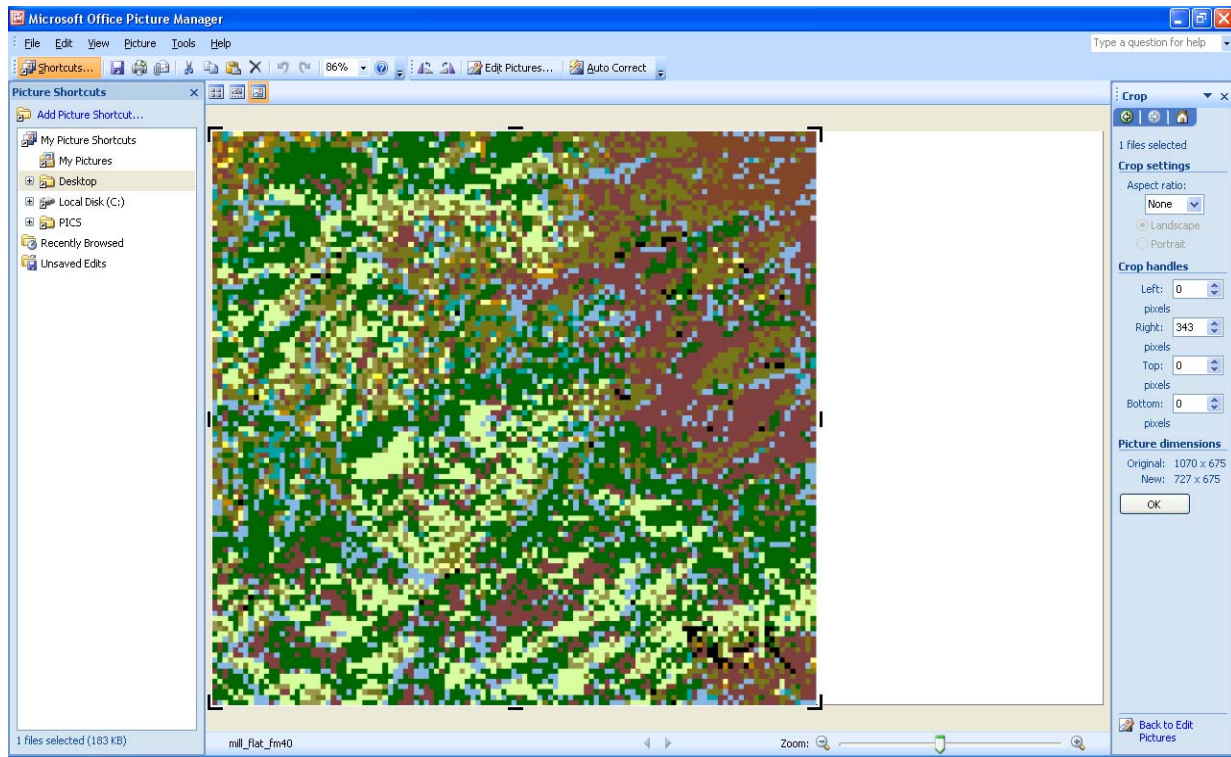 Microsoft Office Picture Manager
File Edit View Picture Tools Help
Type a question for help
Shortcuts... 86% Edit Pictures... Auto Correct
Picture Shortcuts
Add Picture Shortcut...
My Picture Shortcuts
My Pictures
Desktop
Local Disk (C:)
PICS
Recently Browsed
Unsaved Edits
1 files selected (183 KB)
mill_flat_fm40
Zoom:
Crop
1 files selected
Crop settings
Aspect ratio:
None
Landscape
Portrait
Crop handles
Left: 0
pixels
Right: 343
pixels
Top: 0
pixels
Bottom: 0
pixels
Picture dimensions
Original: 1070 x 675
New: 727 x 675
OK
Back to Edit
Pictures